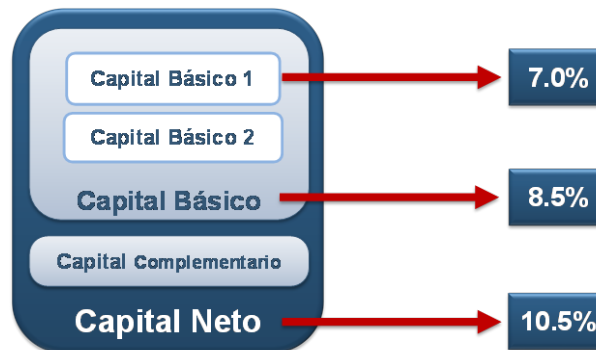 Capital Básico 1
7.0%
Capital Básico 2
Capital Básico
8.5%
Capital Complementario
Capital Neto
10.5%